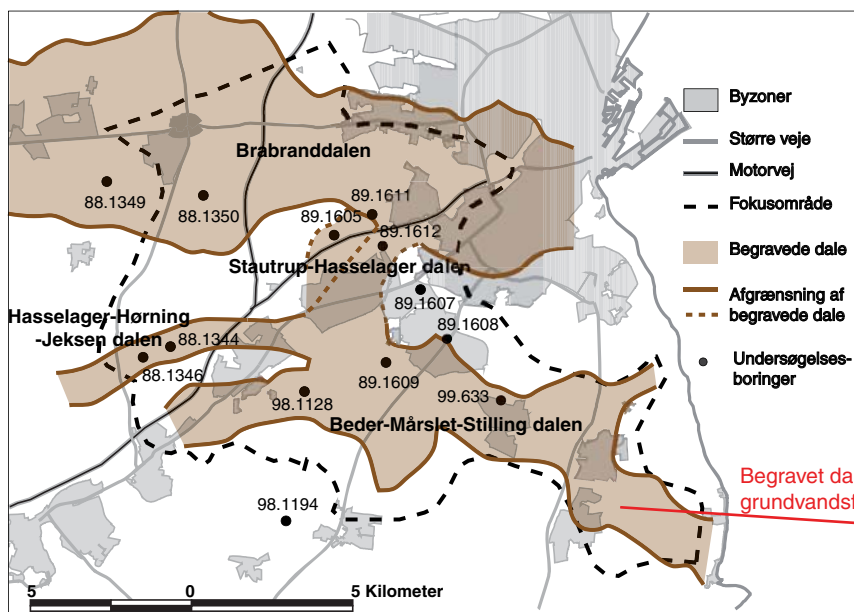 Byzoner
Større veje
Motorvej
Fokusområde
Begravede dale
Afgrænsning af
begravede dale
Undersøgelses-
boringer
Brabranddalen
88.1349
88.1350
89.1611
89.1605
89.1612
Stautrup-Hasselager dalen
89.1607
Hasselager-Hørning
-Jeksen dalen
88.1344
88.1346
89.1608
89.1609
98.1128
99.633
Beder-Mårslet-Stilling dalen
98.1194
Begravet da
grundvandsf
5 0 5 Kilometer